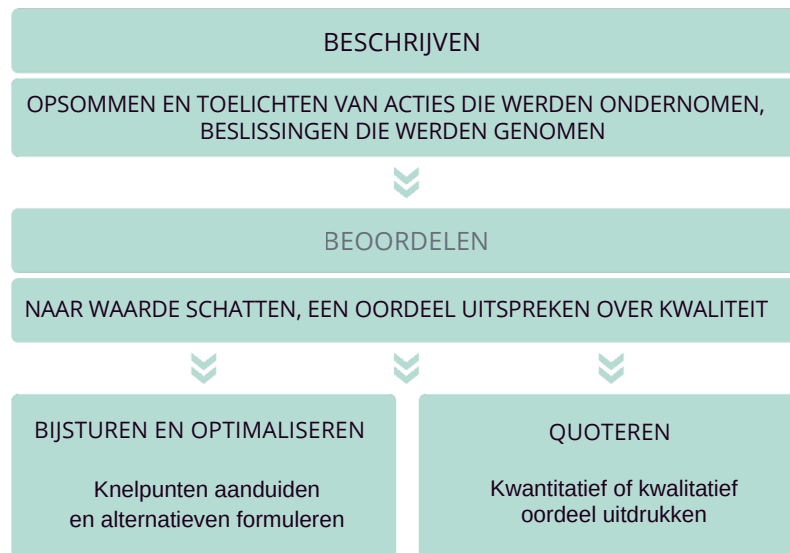 BESCHRIJVEN
OPSOMMEN EN TOELICHTEN VAN ACTIES DIE WERDEN ONDERNOMEN,
BESLISSINGEN DIE WERDEN GENOMEN
BEOORDELEN
NAAR WAARDE SCHATTEN, EEN OORDEEL UITSPREKEN OVER KWALITEIT
BIJSTUREN EN OPTIMALISEREN
Knelpunten aanduiden
en alternatieven formuleren
QUOTEREN
Kwantitatief of kwalitatief
oordeel uitdrukken